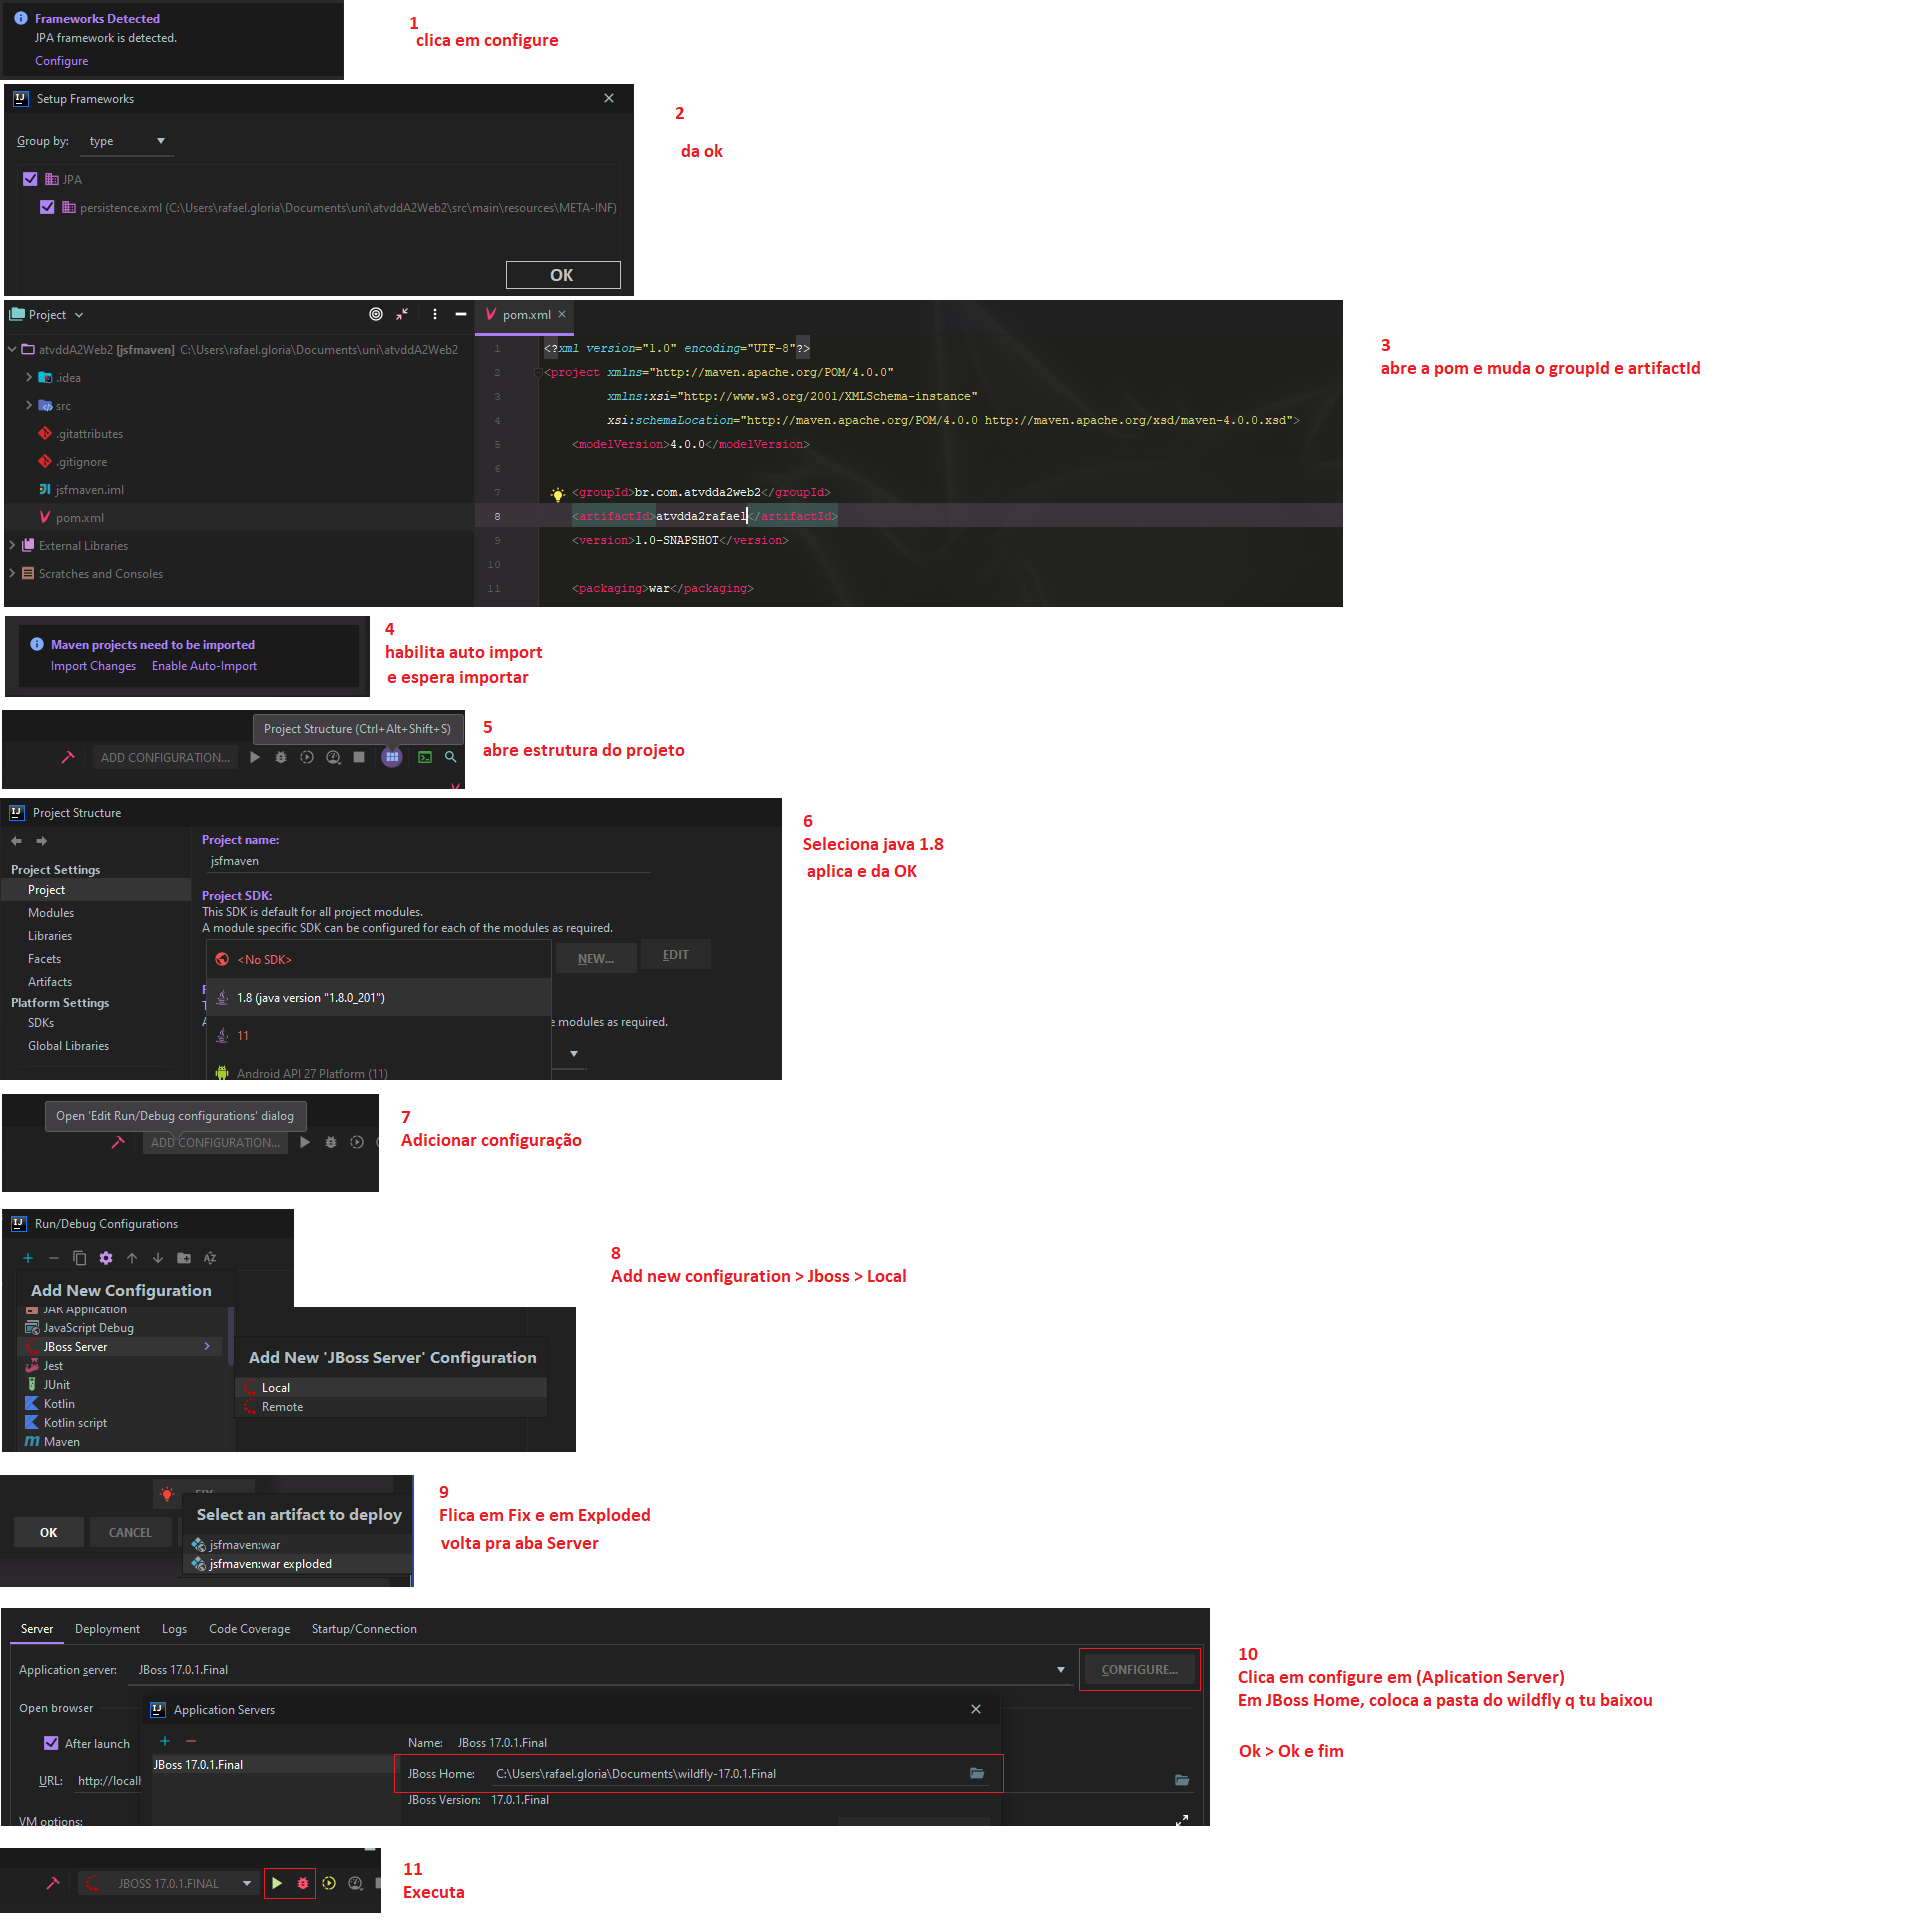 Frameworks Detected
JPA framework is detected.
Configure
1
clica em configure
Setup Frameworks
Group by: type
JPA
persistence.xml (C:\Users\rafael.gloria\Documents\uni\atvddA2Web2\src\main\resources\META-INF)
OK
2
da ok
Project
atvddA2Web2 [jsfmaven] C:\Users\rafael.gloria\Documents\uni\atvddA2Web2
.idea
src
.gitattributes
.gitignore
jsfmaven.iml
pom.xml
External Libraries
Scratches and Consoles
pom.xml
1 <?xml version="1.0" encoding="UTF-8"?>
2 <project xmlns="http://maven.apache.org/POM/4.0.0"
3 xmlns:xsi="http://www.w3.org/2001/XMLSchema-instance"
4 xsi:schemaLocation="http://maven.apache.org/POM/4.0.0 http://maven.apache.org/xsd/maven-4.0.0.xsd">
5 <modelVersion>4.0.0</modelVersion>
6
7 <groupId>br.com.atvdda2web2</groupId>
8 <artifactId>atvdda2rafael</artifactId>
9 <version>1.0-SNAPSHOT</version>
10
11 <packaging>war</packaging>
3
abre a pom e muda o groupId e artifactId
Maven projects need to be imported
Import Changes Enable Auto-Import
4
habilita auto import
e espera importar
Project Structure (Ctrl+Alt+Shift+S)
ADD CONFIGURATION...
5
abre estrutura do projeto
Project Structure
Project Settings
Project
Modules
Libraries
Facets
Artifacts
Platform Settings
SDKs
Global Libraries
Project name:
jsfmaven
Project SDK:
This SDK is default for all project modules.
A module specific SDK can be configured for each of the modules as required.
<No SDK>
NEW... EDIT
1.8 (java version "1.8.0_201")
11
e modules as required.
Android API 27 Platform (11)
6
Seleciona java 1.8
aplica e da OK
Open 'Edit Run/Debug configurations' dialog
ADD CONFIGURATION...
7
Adicionar configuração
Run/Debug Configurations
Add New Configuration
JAR Application
JavaScript Debug
JBoss Server
Jest
JUnit
Kotlin
Kotlin script
Maven
Add New 'JBoss Server' Configuration
Local
Remote
8
Add new configuration > Jboss > Local
FIX
Select an artifact to deploy
OK CANCEL
jsfmaven:war
jsfmaven:war exploded
9
Flica em Fix e em Exploded
volta pra aba Server
Server Deployment Logs Code Coverage Startup/Connection
Application server: JBoss 17.0.1.Final CONFIGURE...
Open browser
After launch
URL: http://localh
VM options:
Application Servers
JBoss 17.0.1.Final
Name: JBoss 17.0.1.Final
JBoss Home: C:\Users\rafael.gloria\Documents\wildfly-17.0.1.Final
JBoss Version: 17.0.1.Final
10
Clica em configure em (Aplication Server)
Em JBoss Home, coloca a pasta do wildfly q tu baixou
Ok > Ok e fim
JBOSS 17.0.1.FINAL
11
Executa